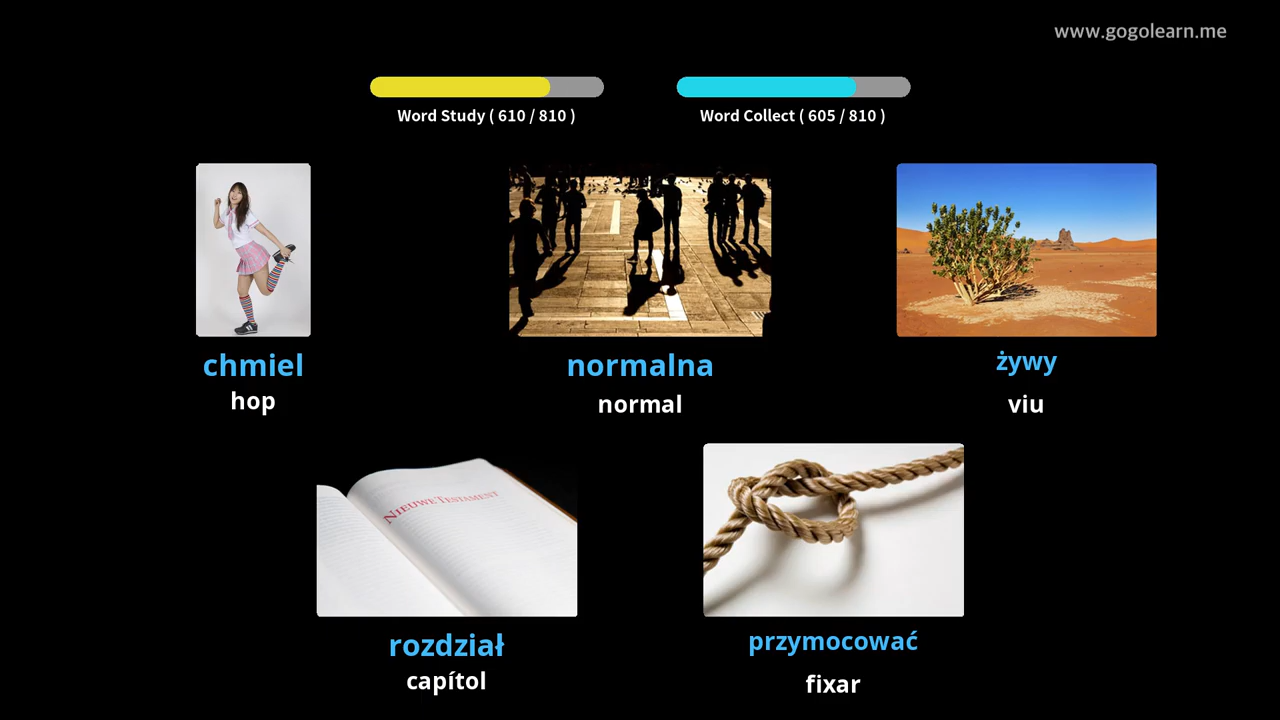 www.gogolearn.me
Word Study ( 610 / 810 )
Word Collect ( 605 / 810 )
chmiel
hop
normalna
normal
żywy
viu
NIEUWE TESTAMENT
rozdział
capítol
przymocować
fixar